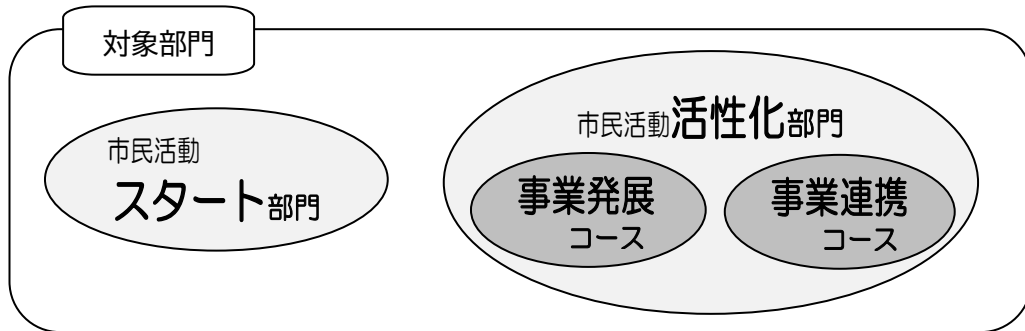 対象部門
市民活動
スタート部門
市民活動活性化部門
事業発展
コース
事業連携
コース